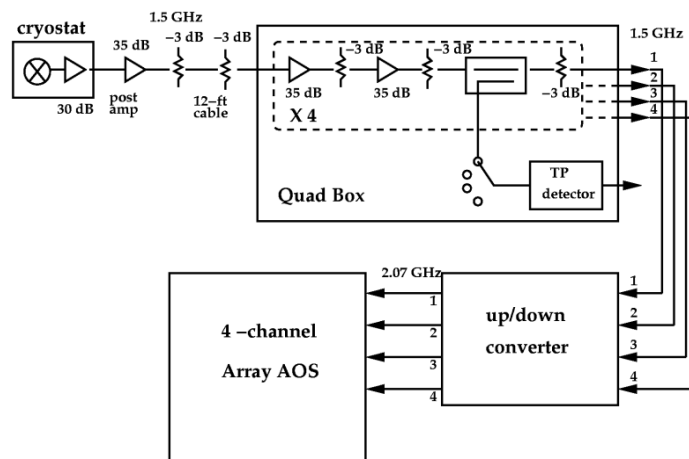 cryostat
1.5 GHz
35 dB
−3 dB
−3 dB
30 dB
post
amp
12−ft
cable
−3 dB
−3 dB
35 dB
35 dB
−3 dB
X 4
Quad Box
TP
detector
1.5 GHz
1
2
3
4
2.07 GHz
1
2
3
4
4 −channel
Array AOS
up/down
converter
1
2
3
4